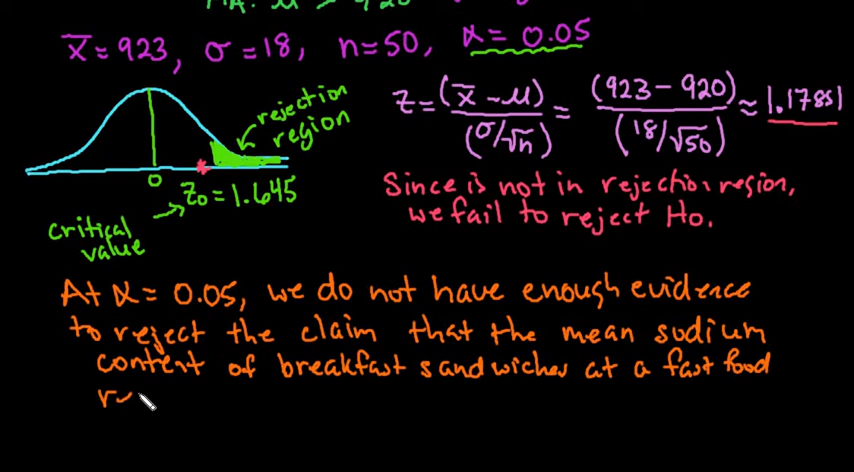 HA: μ > 920
x̄ = 923, σ = 18, n = 50, α = 0.05
rejection
region
0
Z₀ = 1.645
critical
value
Z = (x̄ - μ) / (σ/√n) = (923 - 920) / (18/√50) ≈ 1.17851
Since is not in rejection region,
we fail to reject Ho.
At α = 0.05, we do not have enough evidence
to reject the claim that the mean sodium
content of breakfast sandwiches at a fast food